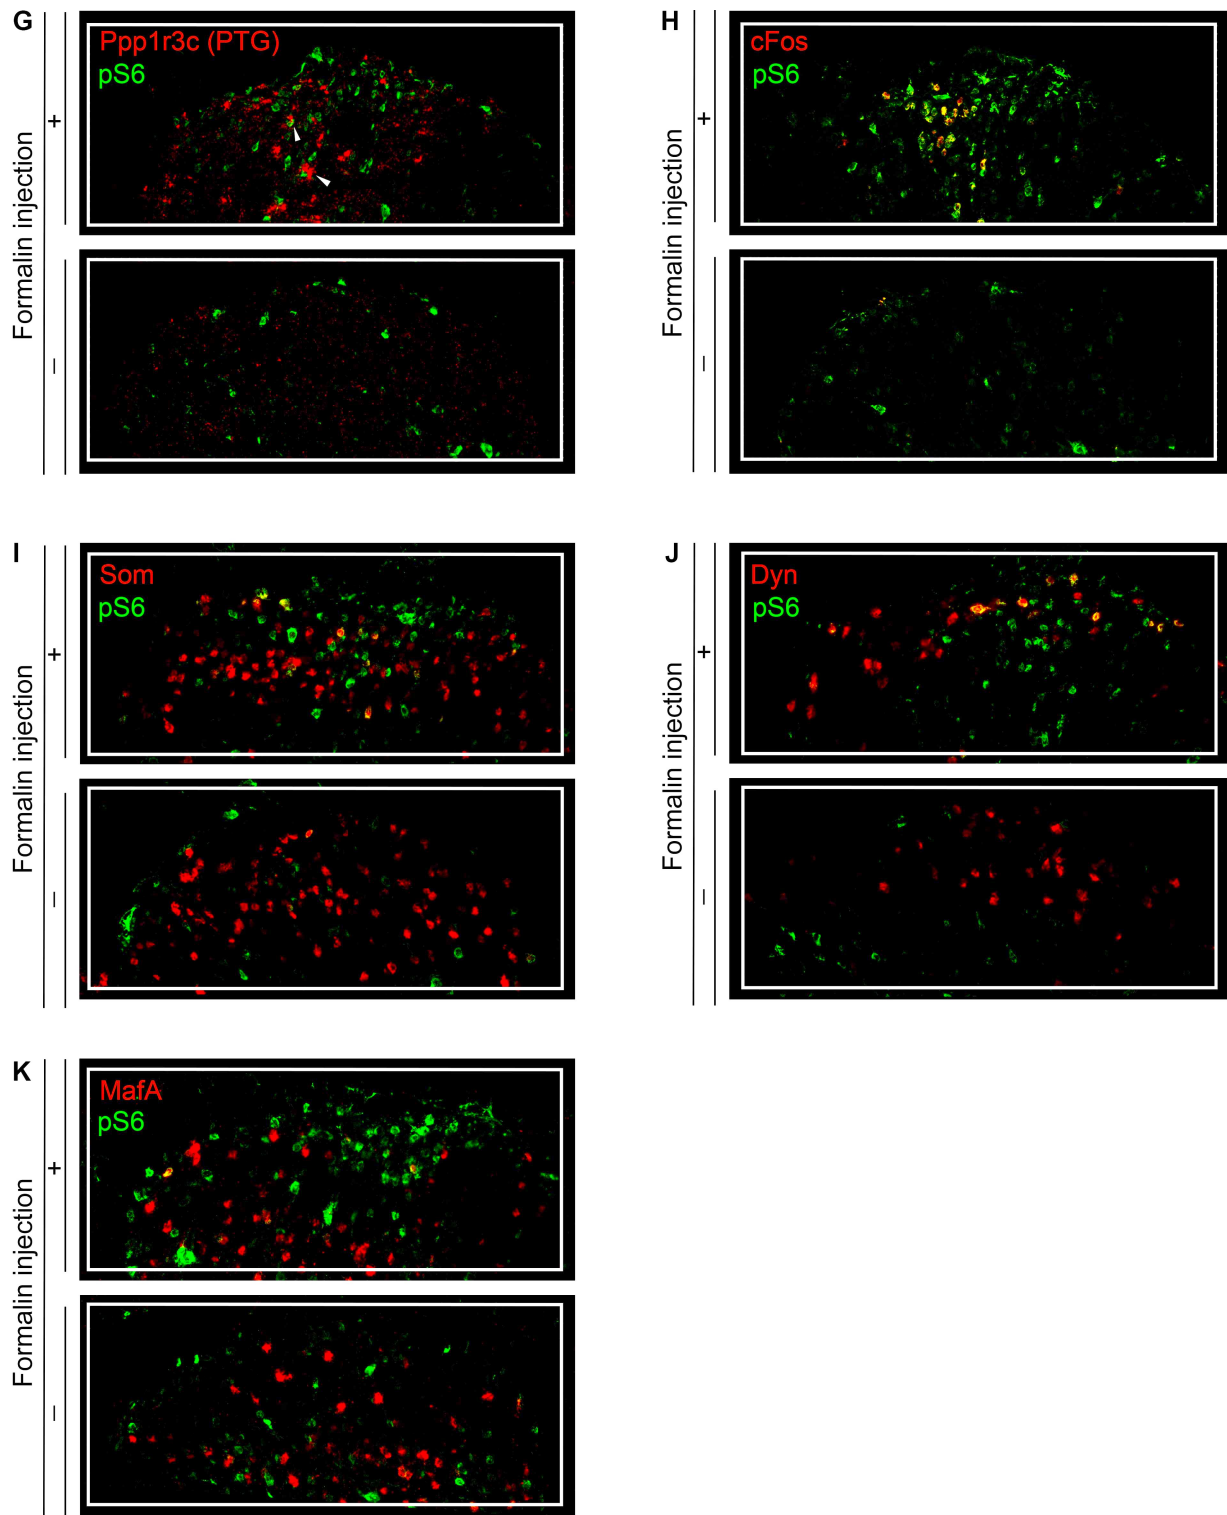 G
Ppp1r3c (PTG)
pS6
Formalin injection
+
–
H
cFos
pS6
Formalin injection
+
–
I
Som
pS6
Formalin injection
+
–
J
Dyn
pS6
Formalin injection
+
–
K
MafA
pS6
Formalin injection
+
–